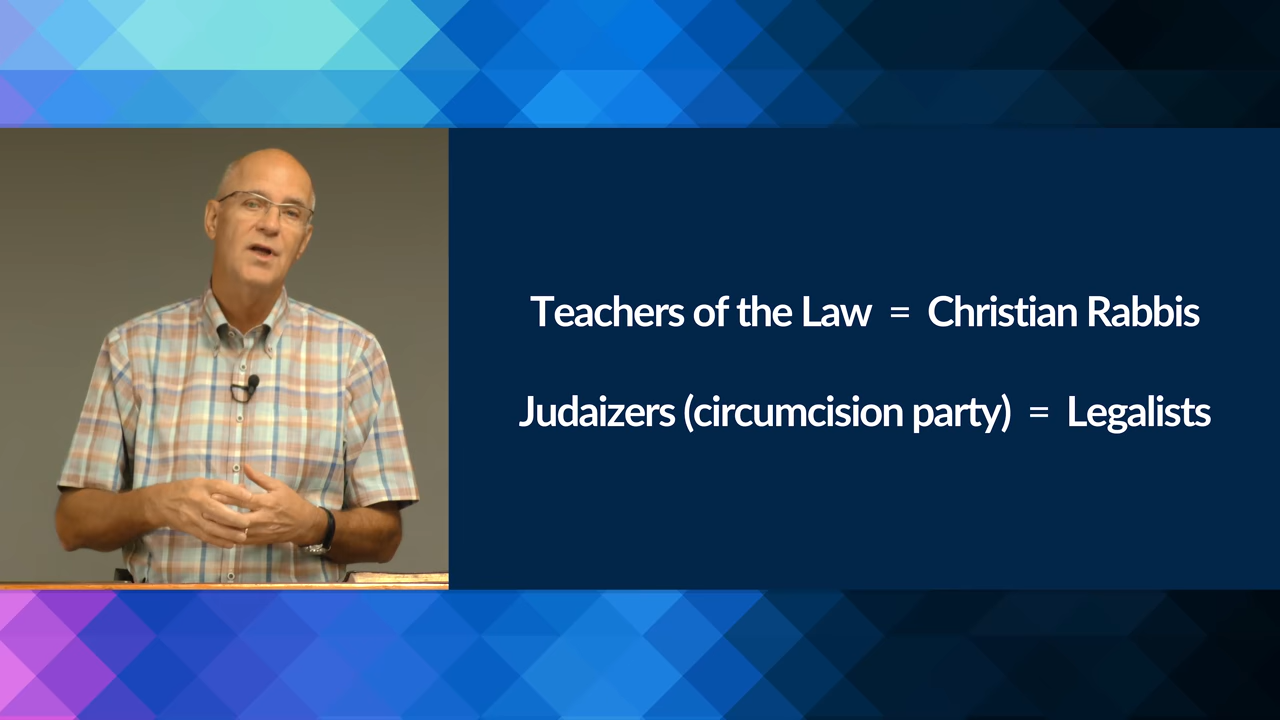 Teachers of the Law = Christian Rabbis
Judaizers (circumcision party) = Legalists